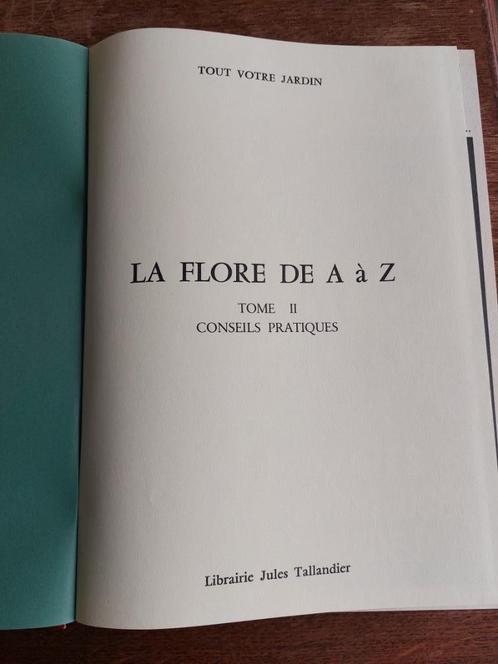 TOUT VOTRE JARDIN
LA FLORE DE A à Z
TOME II
CONSEILS PRATIQUES
Librairie Jules Tallandier